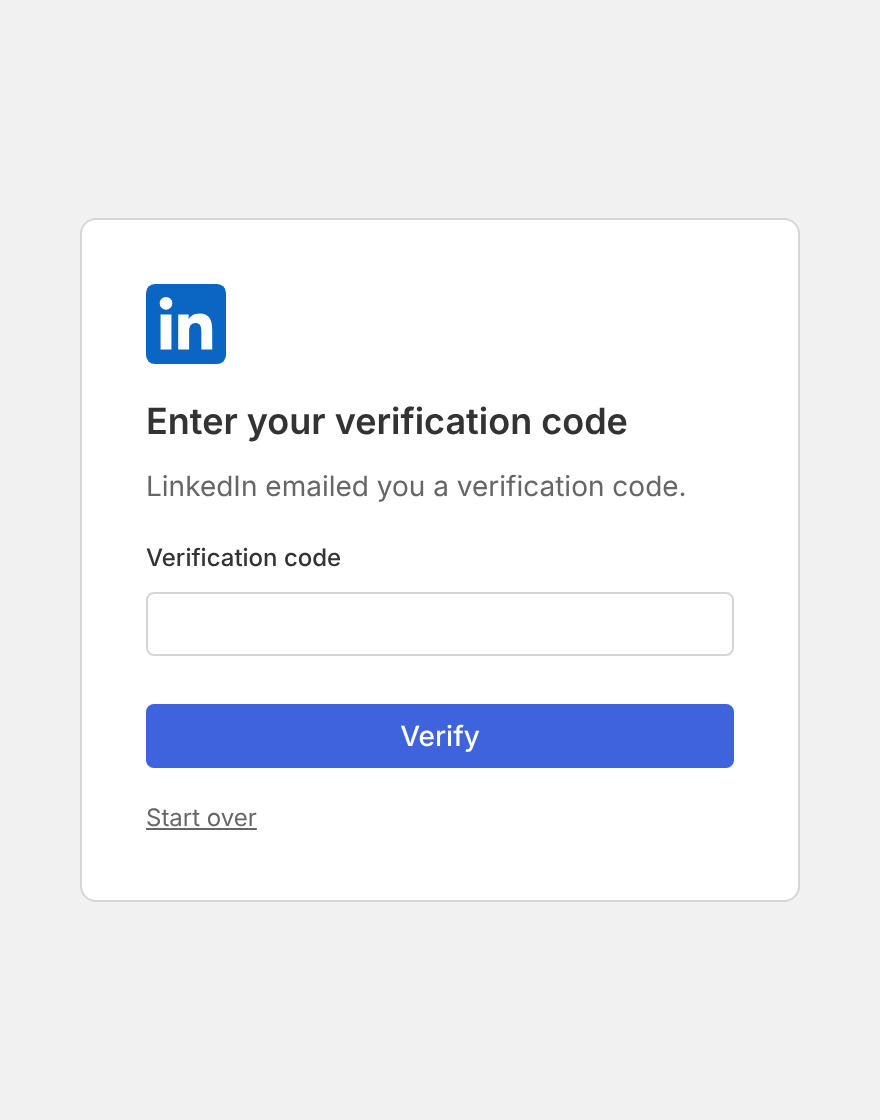 in
Enter your verification code
LinkedIn emailed you a verification code.
Verification code
Verify
Start over